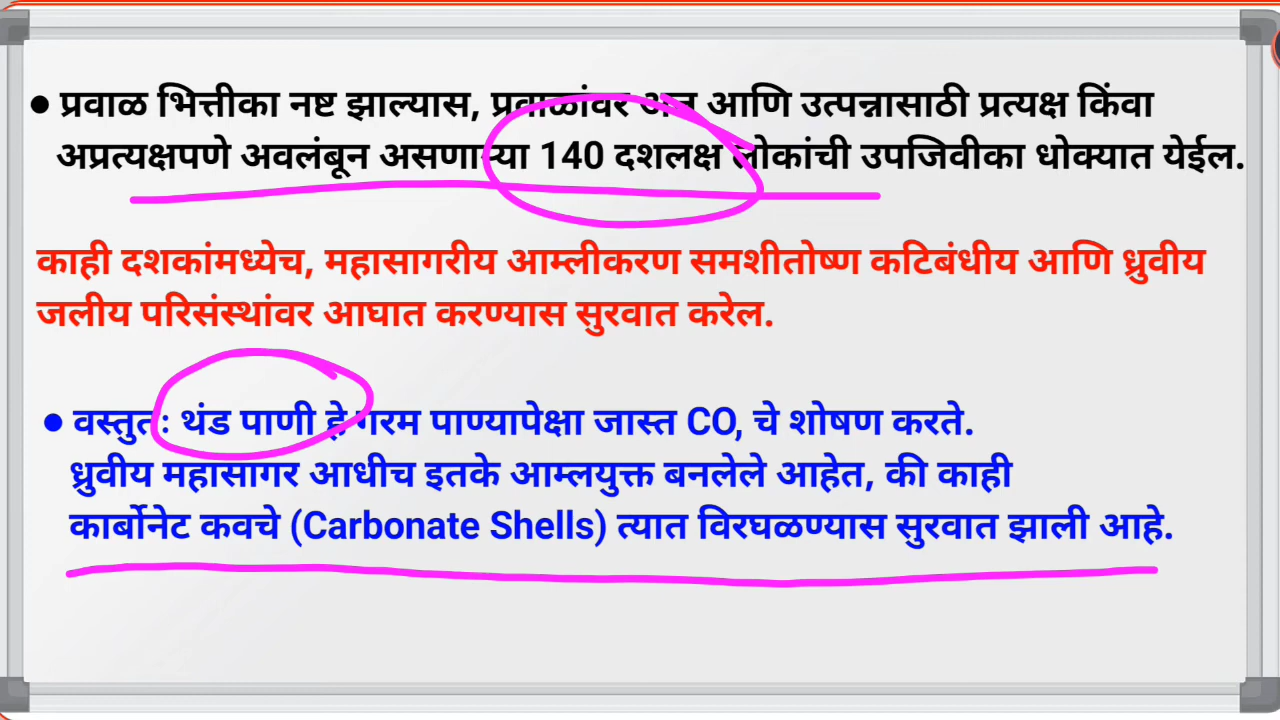 ● प्रवाळ भित्तीका नष्ट झाल्यास, प्रवाळांवर अन्न आणि उत्पन्नासाठी प्रत्यक्ष किंवा
अप्रत्यक्षपणे अवलंबून असणाऱ्या 140 दशलक्ष लोकांची उपजिवीका धोक्यात येईल.
काही दशकांमध्येच, महासागरीय आम्लीकरण समशीतोष्ण कटिबंधीय आणि ध्रुवीय
जलीय परिसंस्थांवर आघात करण्यास सुरवात करेल.
● वस्तुतः थंड पाणी हे गरम पाण्यापेक्षा जास्त CO, चे शोषण करते.
ध्रुवीय महासागर आधीच इतके आम्लयुक्त बनलेले आहेत, की काही
कार्बोनेट कवचे (Carbonate Shells) त्यात विरघळण्यास सुरवात झाली आहे.